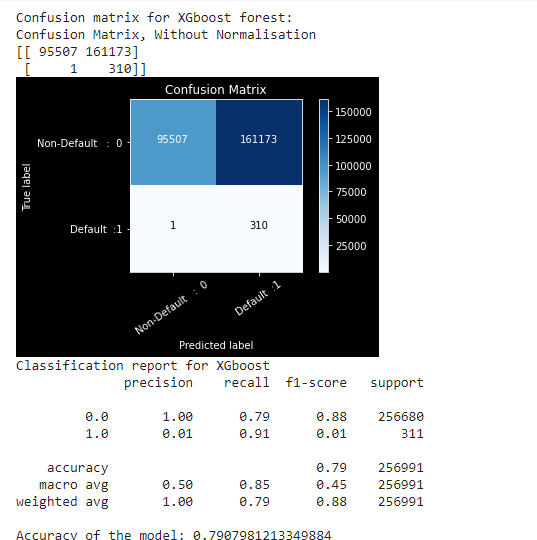 Confusion matrix for XGboost forest:
Confusion Matrix, Without Normalisation
[[ 95507 161173]
[ 1 310]]
Confusion Matrix
Non-Default : 0
95507 161173
Default :1
1 310
True label
Non-Default : 0
Default :1
Predicted label
150000
125000
100000
75000
50000
25000
Classification report for XGboost
precision recall f1-score support
0.0 1.00 0.79 0.88 256680
1.0 0.01 0.91 0.01 311
accuracy 0.79 256991
macro avg 0.50 0.85 0.45 256991
weighted avg 1.00 0.79 0.88 256991
Accuracy of the model: 0.7907981213349884